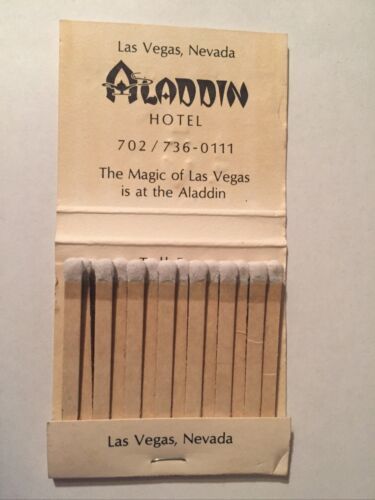 Las Vegas, Nevada
ALADDIN
HOTEL
702/736-0111
The Magic of Las Vegas
is at the Aladdin
Las Vegas, Nevada